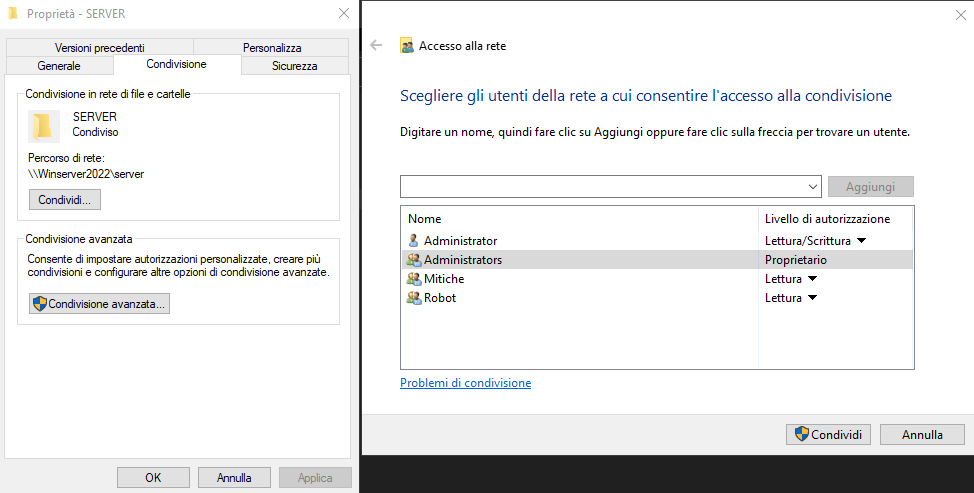 Proprietà - SERVER
Versioni precedenti
Personalizza
Generale
Condivisione
Sicurezza
Condivisione in rete di file e cartelle
SERVER
Condiviso
Percorso di rete:
\\Winserver2022\server
Condividi...
Condivisione avanzata
Consente di impostare autorizzazioni personalizzate, creare più
condivisioni e configurare altre opzioni di condivisione avanzate.
Condivisione avanzata...
OK
Annulla
Applica
Accesso alla rete
Scegliere gli utenti della rete a cui consentire l'accesso alla condivisione
Digitare un nome, quindi fare clic su Aggiungi oppure fare clic sulla freccia per trovare un utente.
Aggiungi
Nome
Livello di autorizzazione
Administrator
Lettura/Scrittura
Administrators
Proprietario
Mitiche
Lettura
Robot
Lettura
Problemi di condivisione
Condividi
Annulla